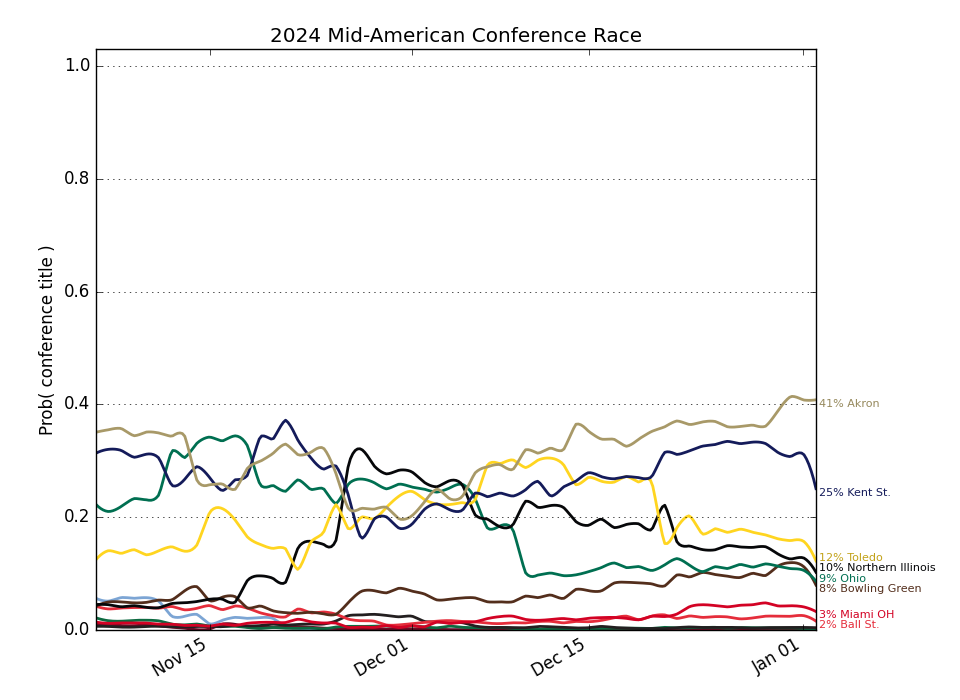 2024 Mid-American Conference Race
1.0
0.8
0.6
0.4
0.2
0.0
Prob( conference title )
41% Akron
25% Kent St.
12% Toledo
10% Northern Illinois
9% Ohio
8% Bowling Green
3% Miami OH
2% Ball St.
Nov 15
Dec 01
Dec 15
Jan 01